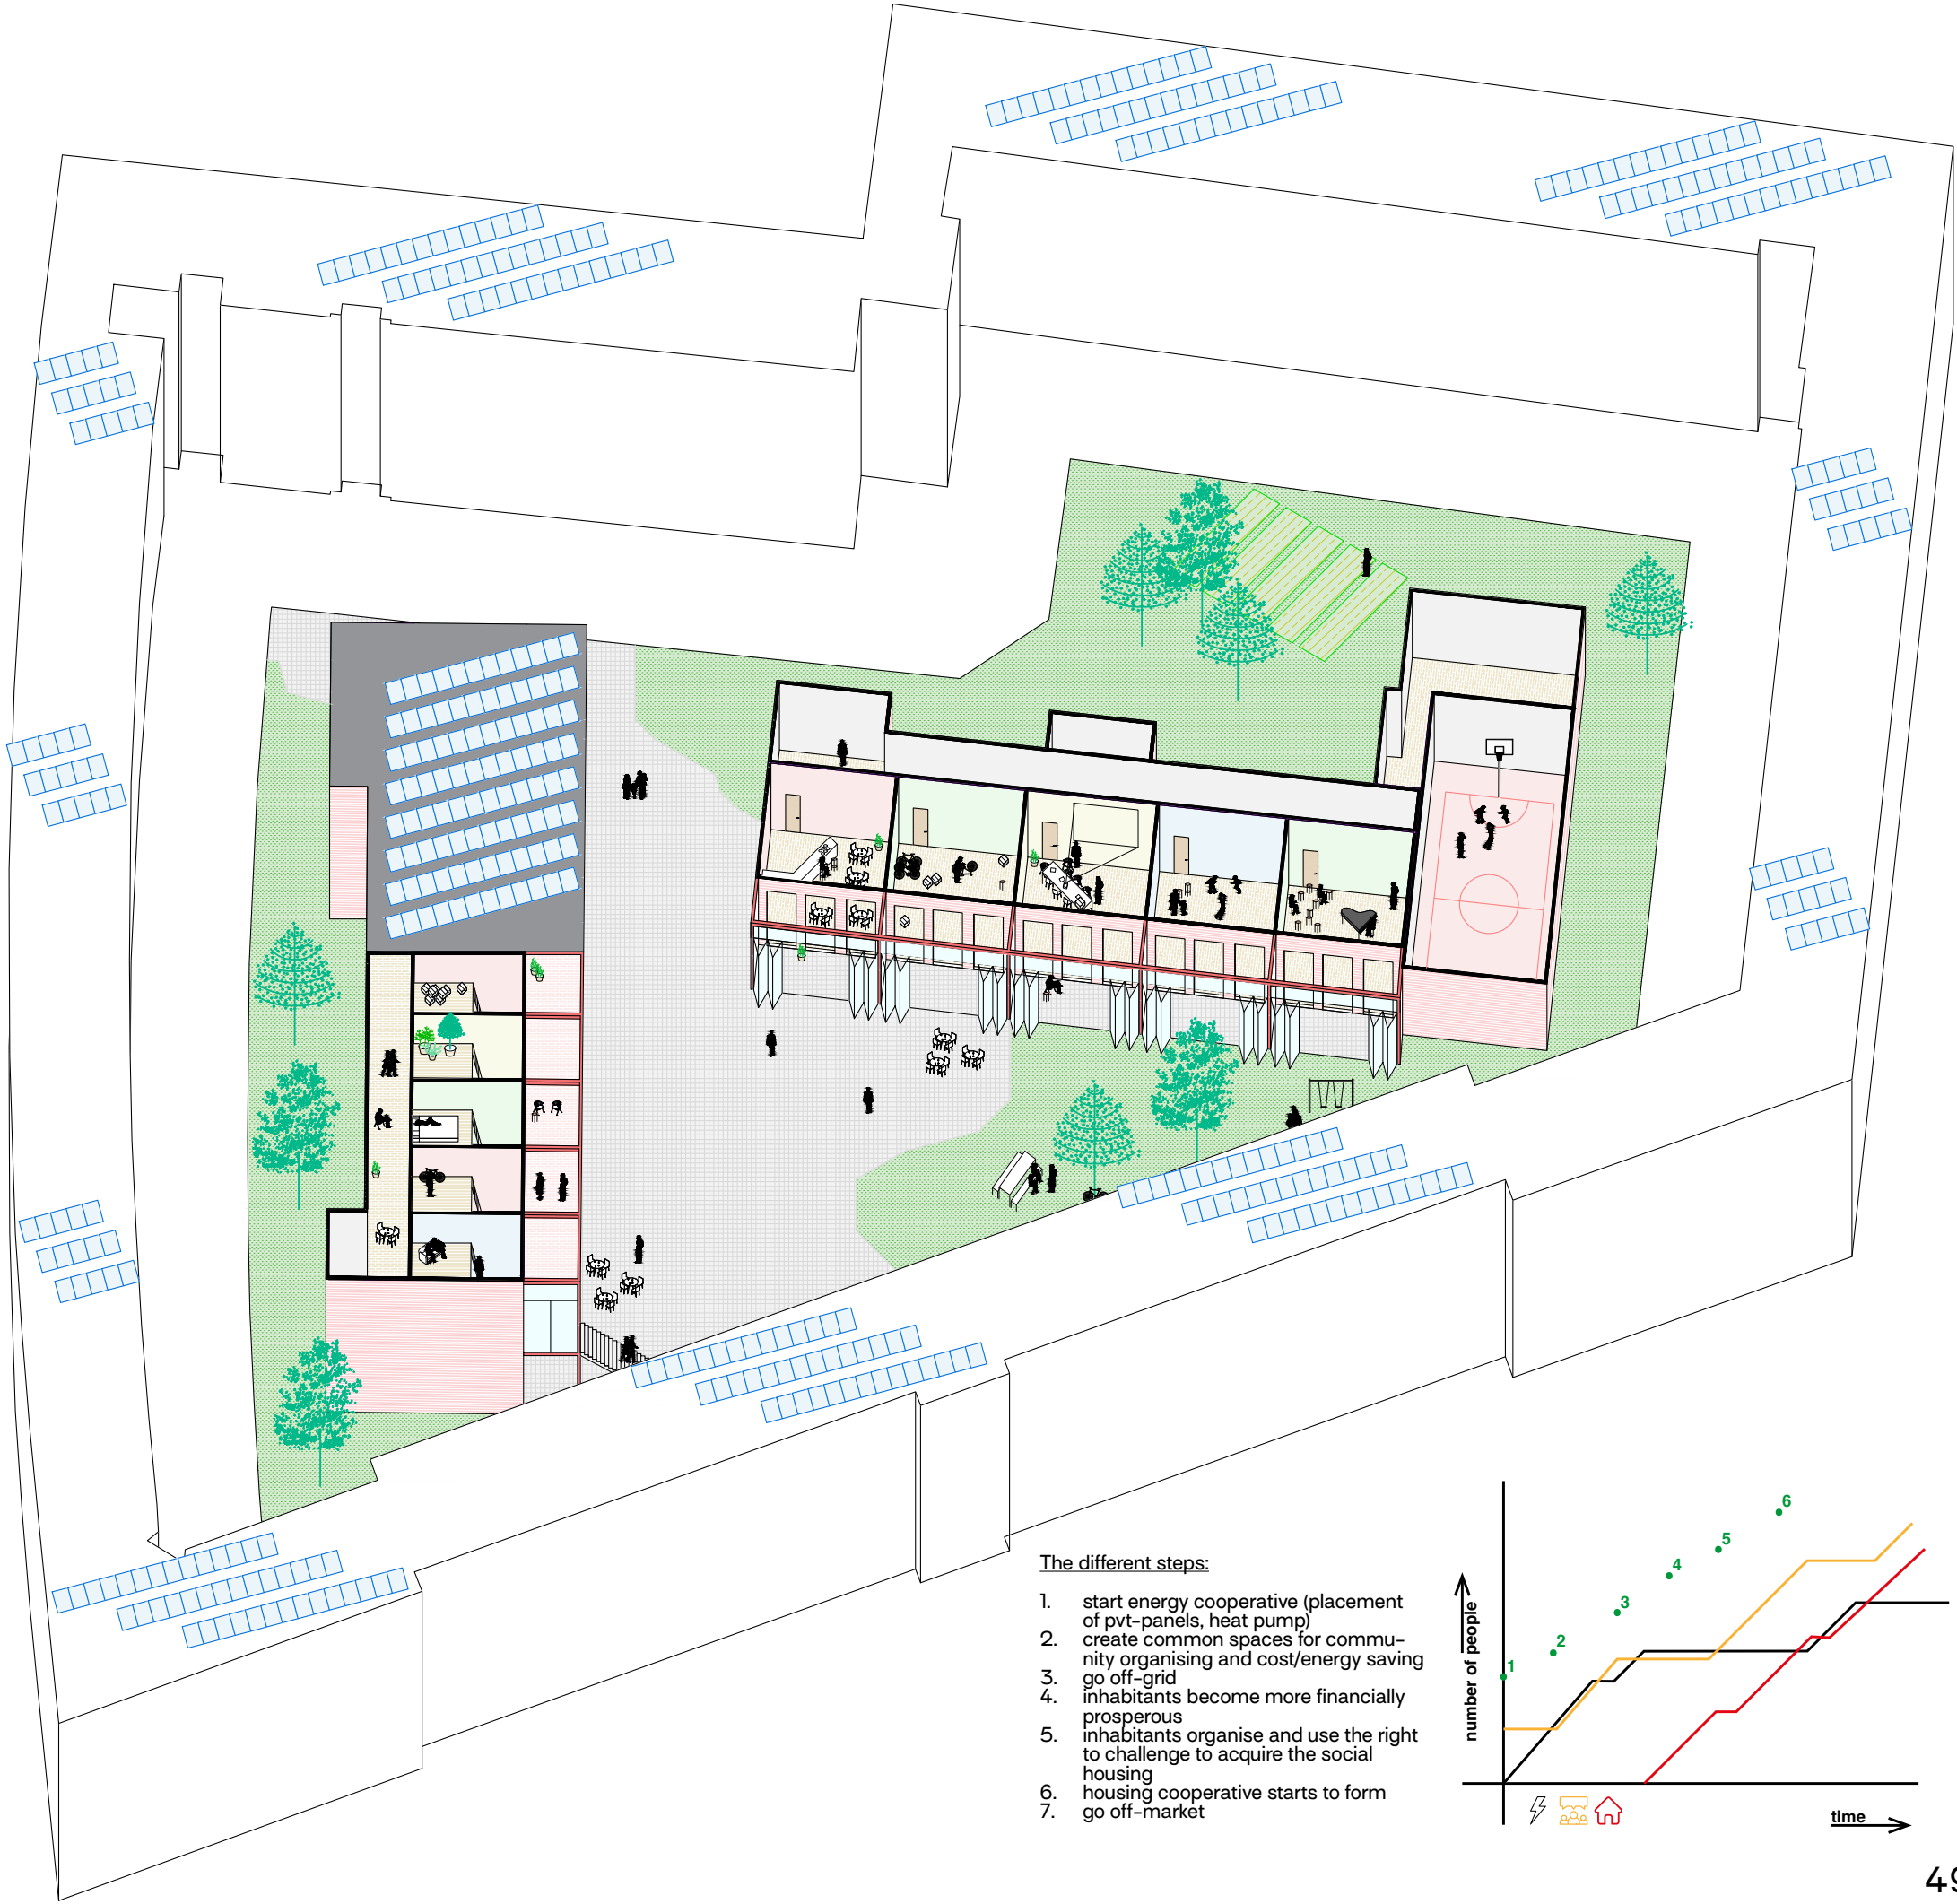 The different steps:
1. start energy cooperative (placement
of pvt-panels, heat pump)
2. create common spaces for commu-
nity organising and cost/energy saving
3. go off-grid
4. inhabitants become more financially
prosperous
5. inhabitants organise and use the right
to challenge to acquire the social
housing
6. housing cooperative starts to form
7. go off-market
number of people
1
2
3
4
5
6
time
49